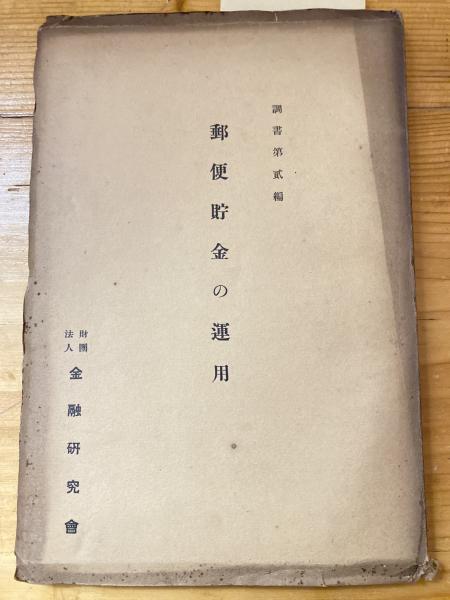 調書第貳編
郵便貯金の運用
財團
法人
金融硏究會